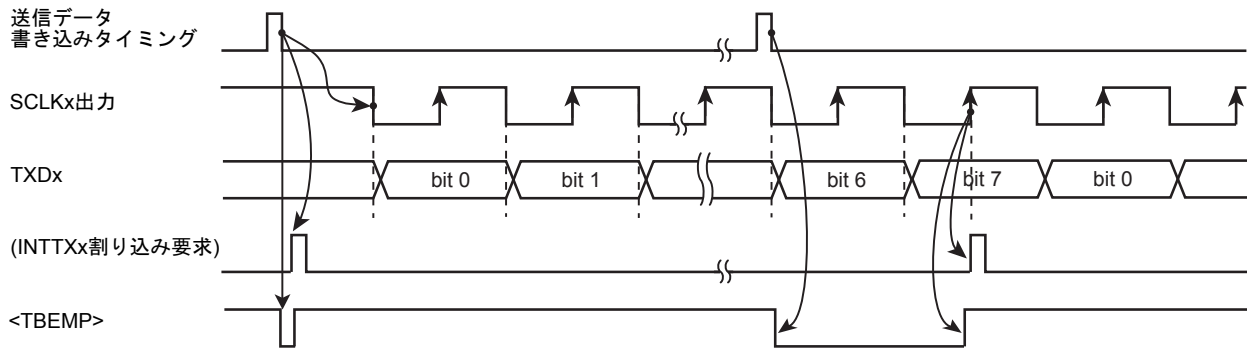 送信データ
書き込みタイミング
SCLKx出力
TXDx
bit 0
bit 1
bit 6
bit 7
bit 0
(INTTXx割り込み要求)
<TBEMP>